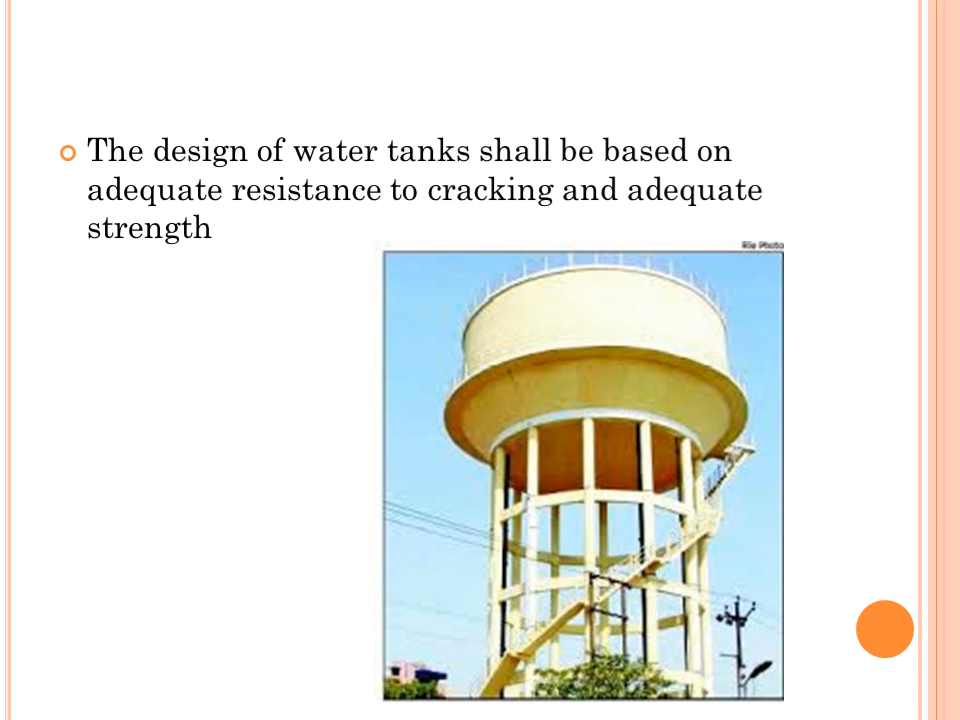 The design of water tanks shall be based on
adequate resistance to cracking and adequate
strength
File Photo